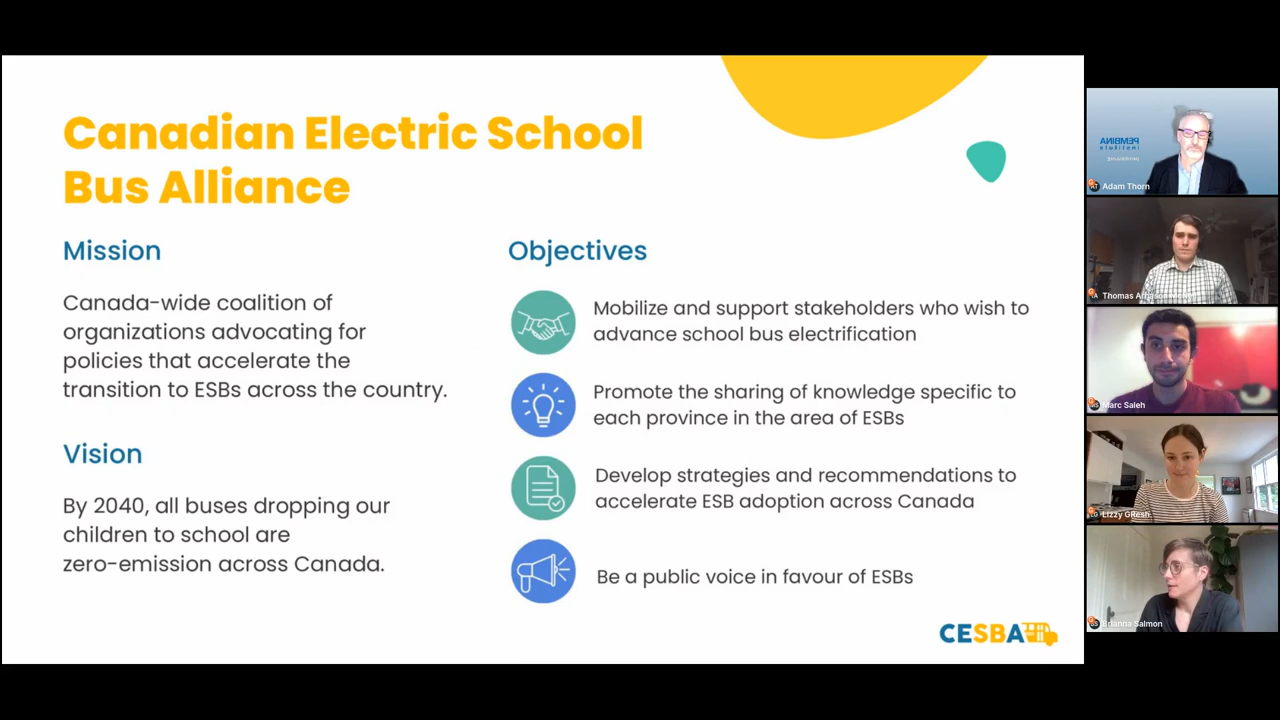 Canadian Electric School
Bus Alliance
Mission
Canada-wide coalition of
organizations advocating for
policies that accelerate the
transition to ESBs across the country.
Vision
By 2040, all buses dropping our
children to school are
zero-emission across Canada.
Objectives
Mobilize and support stakeholders who wish to
advance school bus electrification
Promote the sharing of knowledge specific to
each province in the area of ESBs
Develop strategies and recommendations to
accelerate ESB adoption across Canada
Be a public voice in favour of ESBs
CESBA
PEMBINA
institute
Adam Thorn
Thomas
Marc Saleh
Lizzy GResh
Brianna Salmon